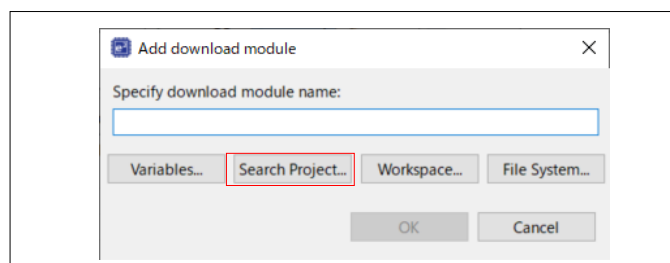 Add download module
Specify download module name:
Variables... Search Project... Workspace... File System...
OK Cancel